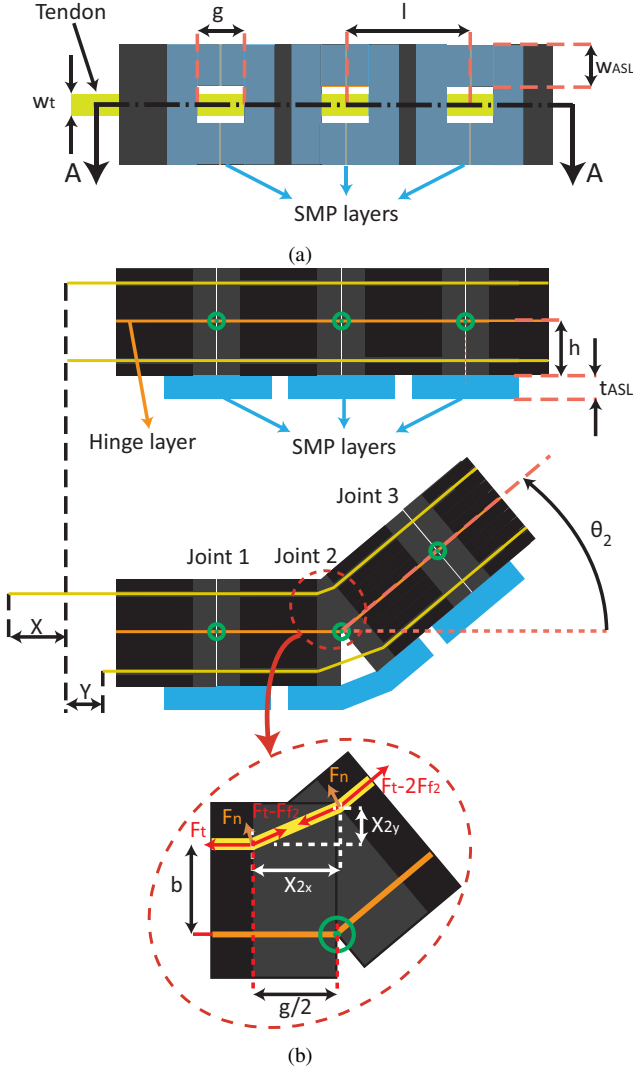 Tendon
g
l
wASL
wt
A
A
SMP layers
(a)
h
tASL
Hinge layer
SMP layers
Joint 3
θ2
Joint 1
Joint 2
X
Y
Fn
Ft-2Ff2
Fn
Ft-Ff2
Ft
X2y
b
X2x
g/2
(b)